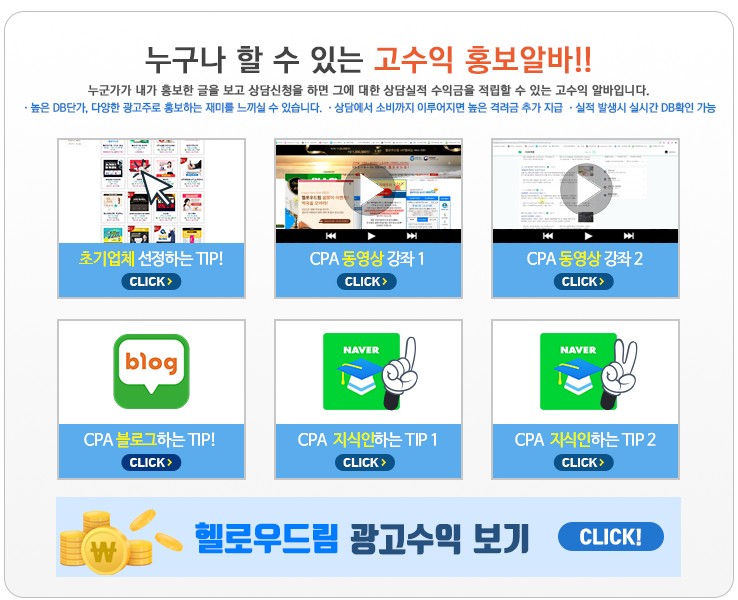 누구나 할 수 있는 고수익 홍보알바!!
누군가가 내가 홍보한 글을 보고 상담신청을 하면 그에 대한 상담실적 수익금을 적립할 수 있는 고수익 알바입니다.
· 높은 DB단가, 다양한 광고주로 홍보하는 재미를 느끼실 수 있습니다. · 상담에서 소비까지 이루어지면 높은 격려금 추가 지급 · 실적 발생시 실시간 DB확인 가능
초기업체 선정하는 TIP!
CLICK >
CPA 동영상 강좌 1
CLICK >
CPA 동영상 강좌 2
CLICK >
blog
CPA 블로그하는 TIP!
CLICK >
NAVER
CPA 지식인하는 TIP 1
CLICK >
NAVER
CPA 지식인하는 TIP 2
CLICK >
헬로우드림 광고수익 보기
CLICK!